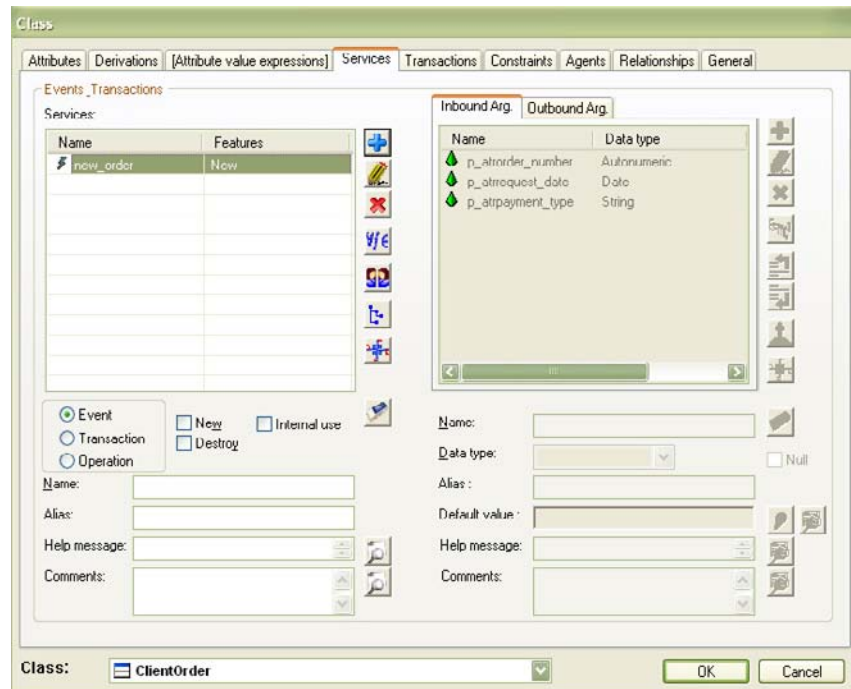 Class
Attributes Derivations [Attribute value expressions] Services Transactions Constraints Agents Relationships General
Events_Transactions
Services:
Name Features
new_order New
Event
Transaction
Operation
New
Destroy
Internal use
Name:
Alias:
Help message:
Comments:
Inbound Arg. Outbound Arg.
Name Data type
p_atrorder_number Autonumeric
p_atrrequest_date Date
p_atrpayment_type String
Name:
Data type:
Null
Alias :
Default value :
Help message:
Comments:
Class: ClientOrder
OK Cancel